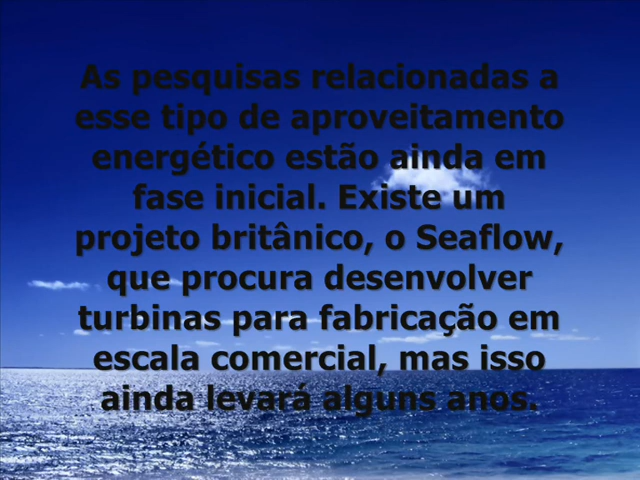 As pesquisas relacionadas a
esse tipo de aproveitamento
energético estão ainda em
fase inicial. Existe um
projeto britânico, o Seaflow,
que procura desenvolver
turbinas para fabricação em
escala comercial, mas isso
ainda levará alguns anos.